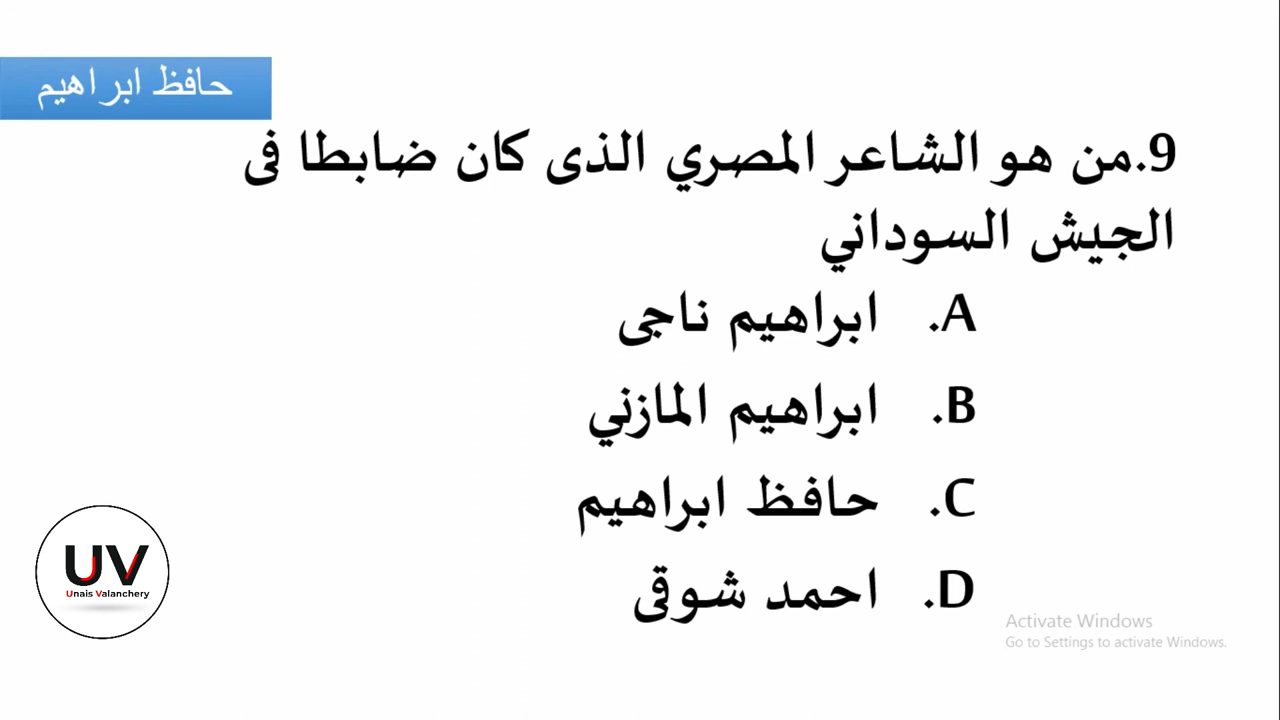 حافظ ابراهيم
9.من هو الشاعر المصري الذى كان ضابطا فى
الجيش السوداني
A. ابراهيم ناجى
B. ابراهيم المازني
C. حافظ ابراهيم
D. احمد شوقى
UV
Unais Valanchery
Activate Windows
Go to Settings to activate Windows.